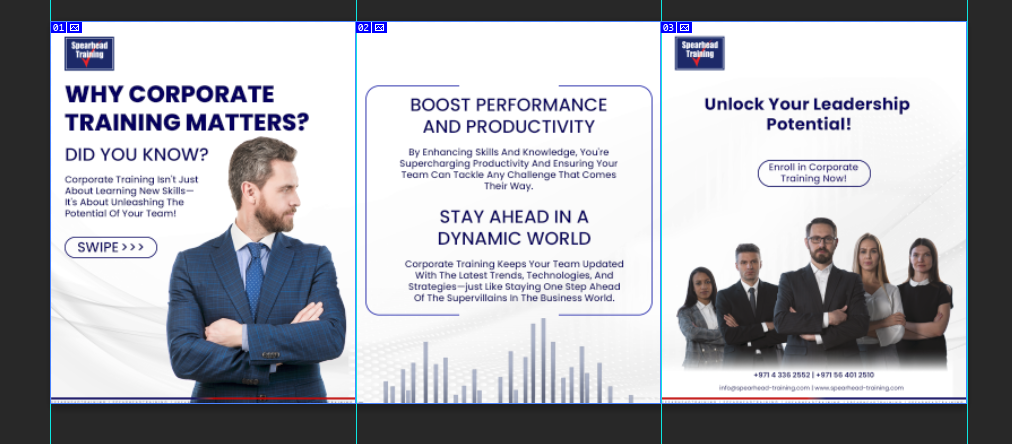 01
Spearhead
Training
WHY CORPORATE
TRAINING MATTERS?
DID YOU KNOW?
Corporate Training Isn't Just
About Learning New Skills—
It's About Unleashing The
Potential Of Your Team!
SWIPE >>>
02
BOOST PERFORMANCE
AND PRODUCTIVITY
By Enhancing Skills And Knowledge, You're
Supercharging Productivity And Ensuring Your
Team Can Tackle Any Challenge That Comes
Their Way.
STAY AHEAD IN A
DYNAMIC WORLD
Corporate Training Keeps Your Team Updated
With The Latest Trends, Technologies, And
Strategies—just Like Staying One Step Ahead
Of The Supervillains In The Business World.
03
Spearhead
Training
Unlock Your Leadership
Potential!
Enroll in Corporate
Training Now!
+971 4 336 2552 | +971 56 401 2510
info@spearhead-training.com | www.spearhead-training.com